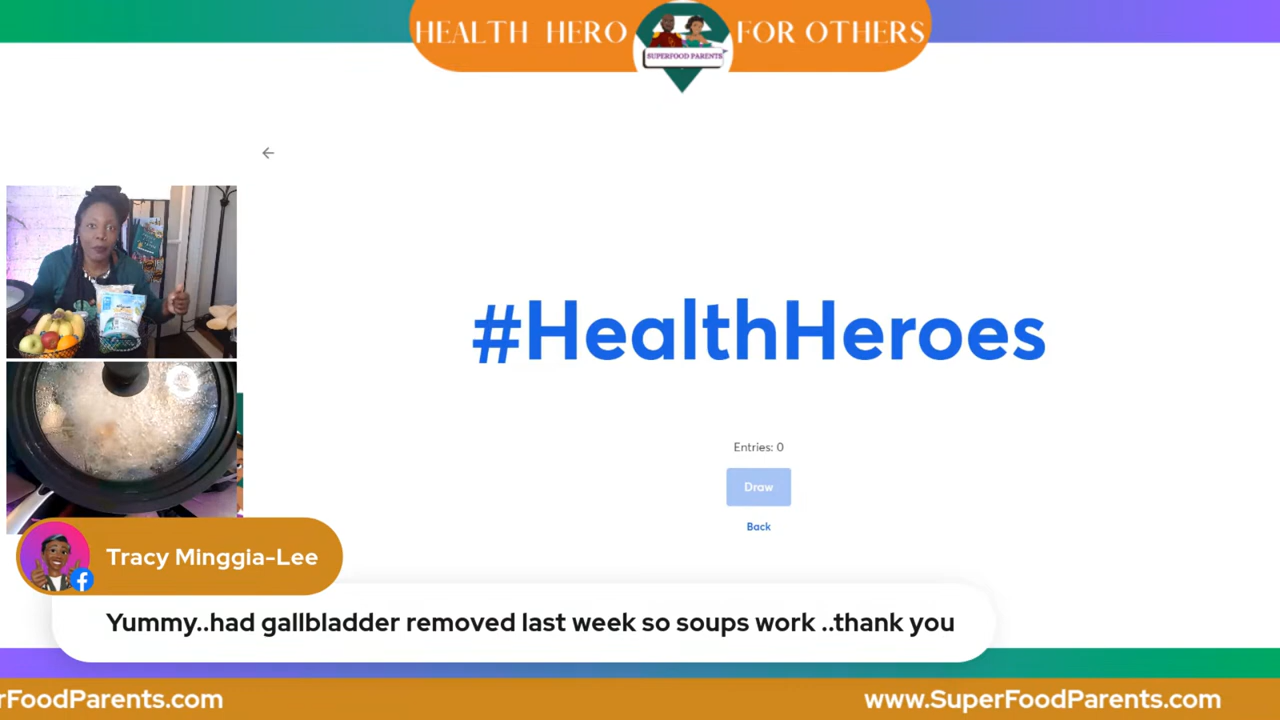 HEALTH HERO FOR OTHERS
SUPERFOOD PARENTS
#HealthHeroes
Entries: 0
Draw
Back
Tracy Minggia-Lee
Yummy..had gallbladder removed last week so soups work ..thank you
rFoodParents.com
www.SuperFoodParents.com